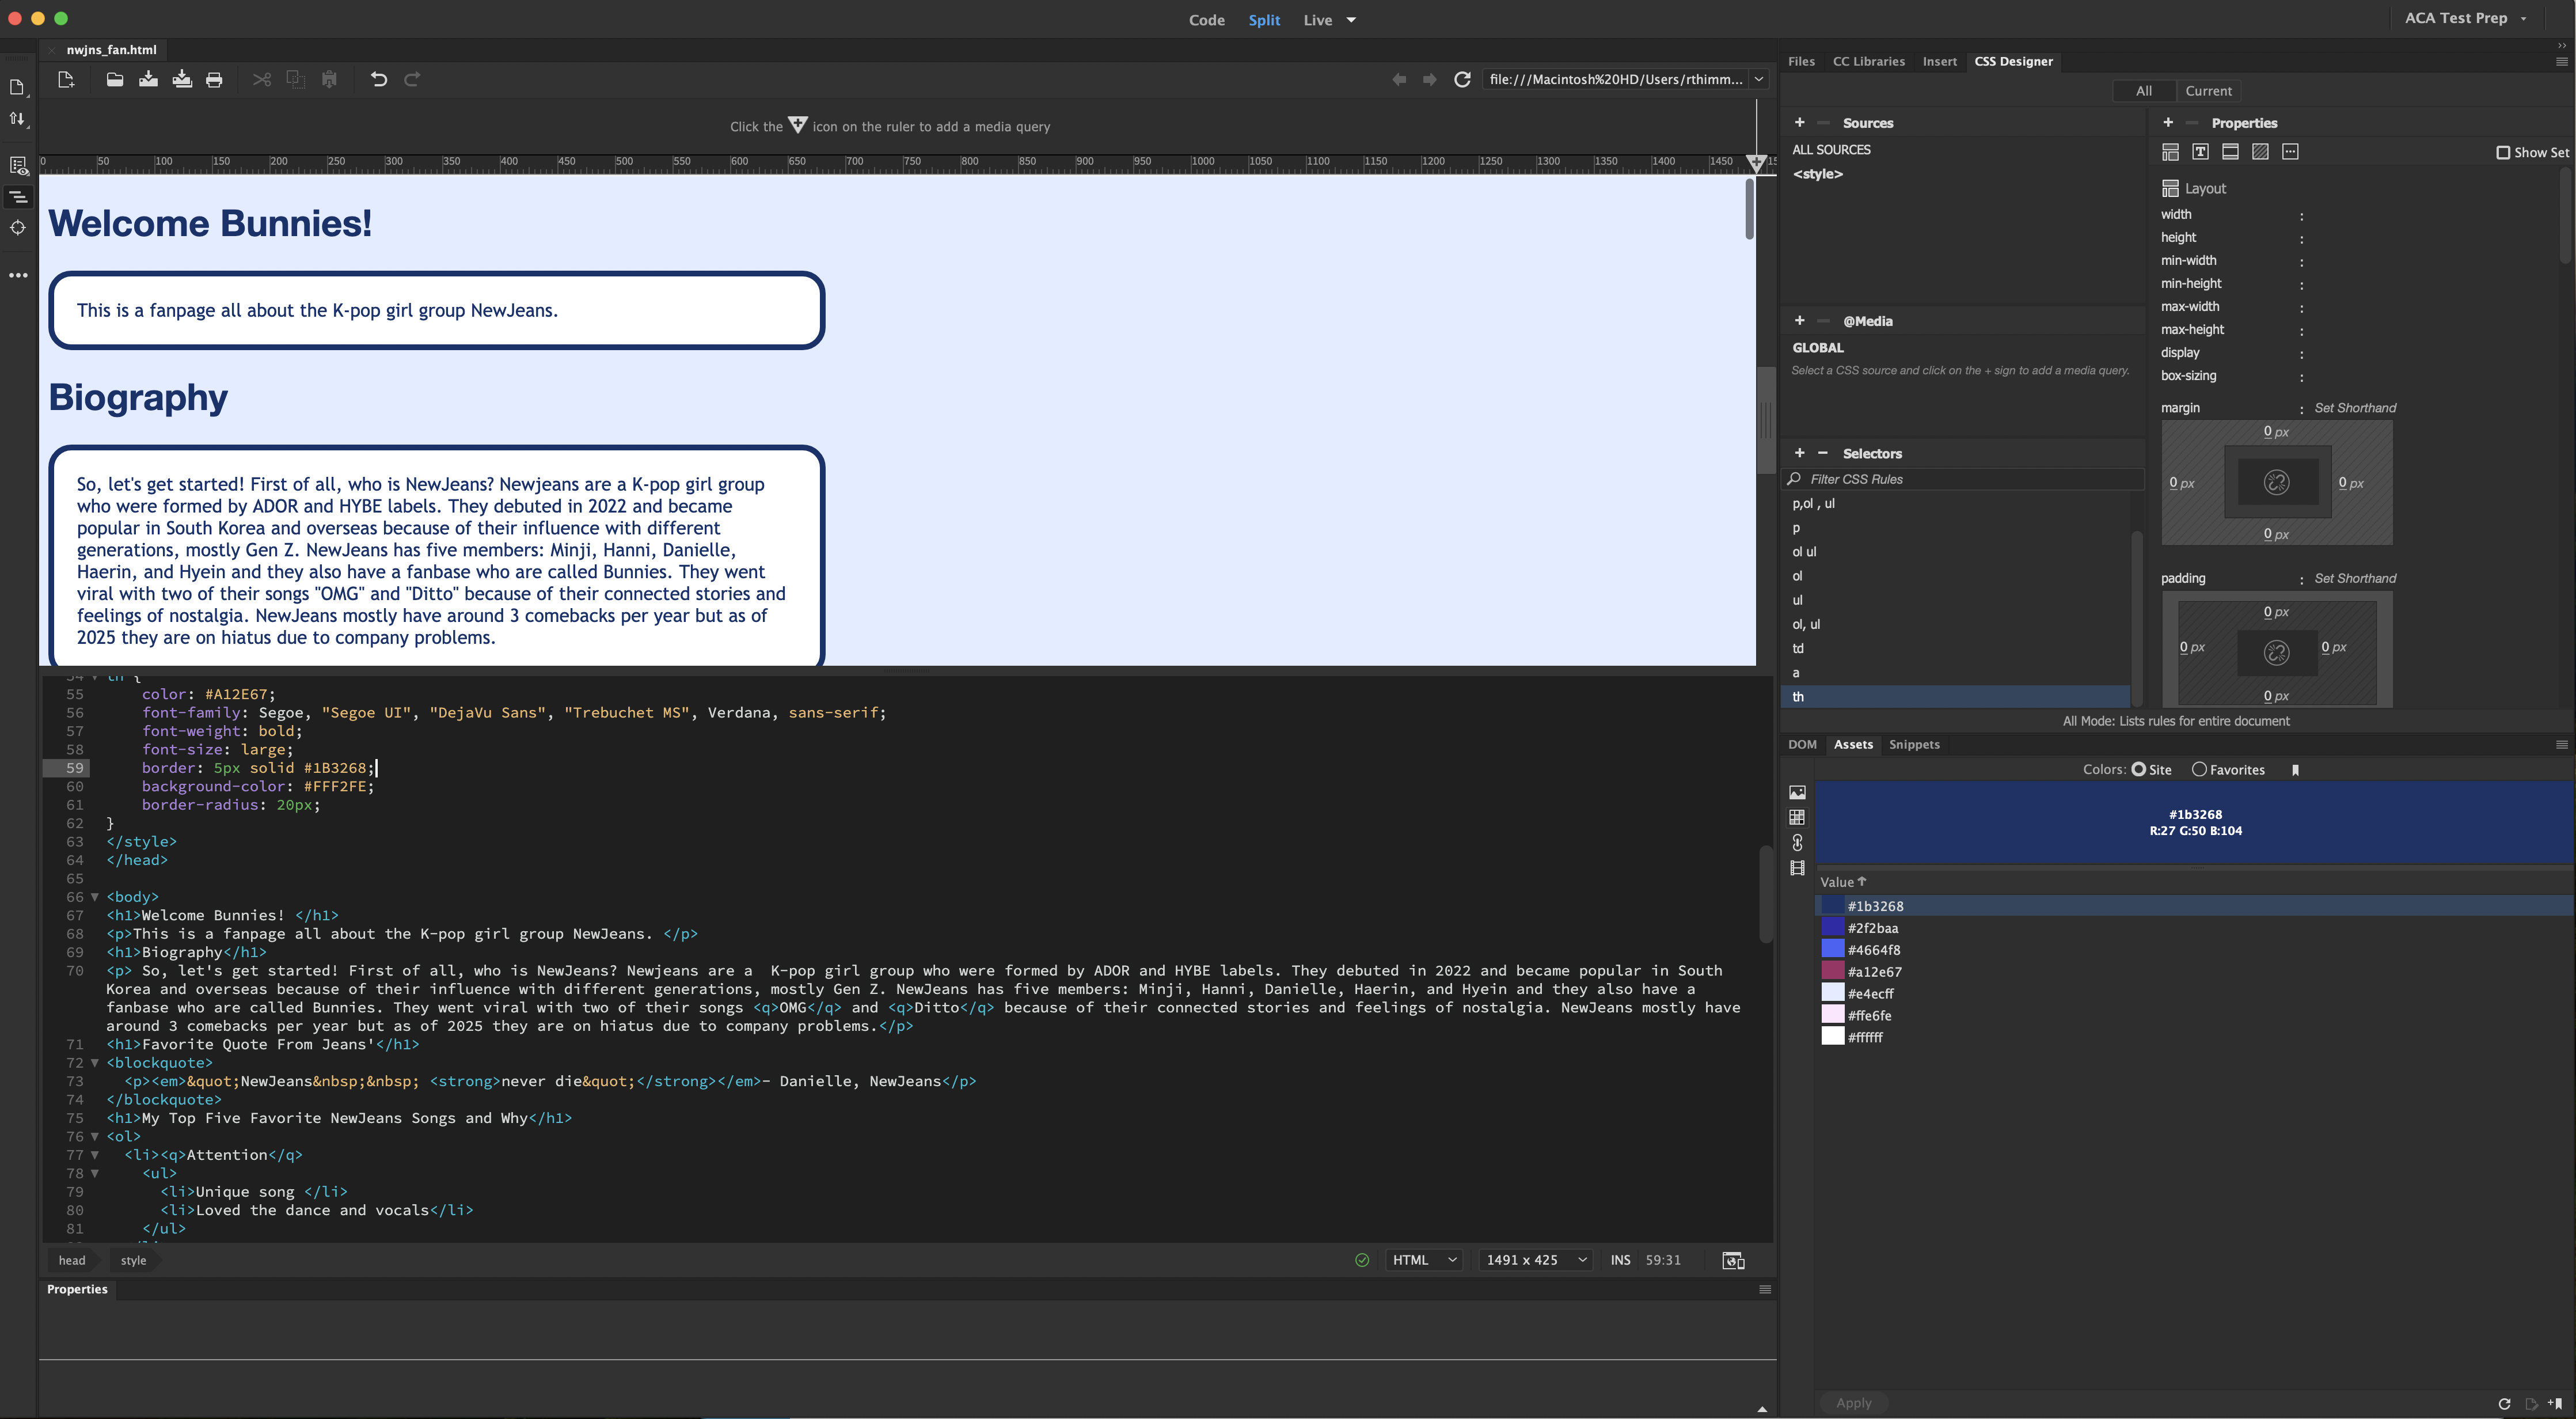 Code Split Live
ACA Test Prep
nwjns_fan.html
file:///Macintosh%20HD/Users/rthimm...
Click the icon on the ruler to add a media query
0 50 100 150 200 250 300 350 400 450 500 550 600 650 700 750 800 850 900 950 1000 1050 1100 1150 1200 1250 1300 1350 1400 1450
Welcome Bunnies!
This is a fanpage all about the K-pop girl group NewJeans.
Biography
So, let's get started! First of all, who is NewJeans? Newjeans are a K-pop girl group
who were formed by ADOR and HYBE labels. They debuted in 2022 and became
popular in South Korea and overseas because of their influence with different
generations, mostly Gen Z. NewJeans has five members: Minji, Hanni, Danielle,
Haerin, and Hyein and they also have a fanbase who are called Bunnies. They went
viral with two of their songs "OMG" and "Ditto" because of their connected stories and
feelings of nostalgia. NewJeans mostly have around 3 comebacks per year but as of
2025 they are on hiatus due to company problems.
54 th {
55 color: #A12E67;
56 font-family: Segoe, "Segoe UI", "DejaVu Sans", "Trebuchet MS", Verdana, sans-serif;
57 font-weight: bold;
58 font-size: large;
59 border: 5px solid #1B3268;
60 background-color: #FFF2FE;
61 border-radius: 20px;
62 }
63 </style>
64 </head>
65
66 <body>
67 <h1>Welcome Bunnies! </h1>
68 <p>This is a fanpage all about the K-pop girl group NewJeans. </p>
69 <h1>Biography</h1>
70 <p> So, let's get started! First of all, who is NewJeans? Newjeans are a  K-pop girl group who were formed by ADOR and HYBE labels. They debuted in 2022 and became popular in South
Korea and overseas because of their influence with different generations, mostly Gen Z. NewJeans has five members: Minji, Hanni, Danielle, Haerin, and Hyein and they also have a
fanbase who are called Bunnies. They went viral with two of their songs <q>OMG</q> and <q>Ditto</q> because of their connected stories and feelings of nostalgia. NewJeans mostly have
around 3 comebacks per year but as of 2025 they are on hiatus due to company problems.</p>
71 <h1>Favorite Quote From Jeans'</h1>
72 <blockquote>
73 <p><em>&quot;NewJeans&nbsp;&nbsp; <strong>never die&quot;</strong></em>- Danielle, NewJeans</p>
74 </blockquote>
75 <h1>My Top Five Favorite NewJeans Songs and Why</h1>
76 <ol>
77 <li><q>Attention</q>
78 <ul>
79 <li>Unique song </li>
80 <li>Loved the dance and vocals</li>
81 </ul>
head style
HTML 1491 x 425 INS 59:31
Properties
Files CC Libraries Insert CSS Designer
All Current
+ − Sources
ALL SOURCES
<style>
+ − @Media
GLOBAL
Select a CSS source and click on the + sign to add a media query.
+ − Selectors
Filter CSS Rules
p,ol , ul
p
ol ul
ol
ul
ol, ul
td
a
th
+ − Properties
Show Set
Layout
width :
height :
min-width :
min-height :
max-width :
max-height :
display :
box-sizing :
margin : Set Shorthand
0 px
0 px 0 px
0 px
padding : Set Shorthand
0 px
0 px 0 px
0 px
All Mode: Lists rules for entire document
DOM Assets Snippets
Colors: Site Favorites
#1b3268
R:27 G:50 B:104
Value
#1b3268
#2f2baa
#4664f8
#a12e67
#e4ecff
#ffe6fe
#ffffff
Apply